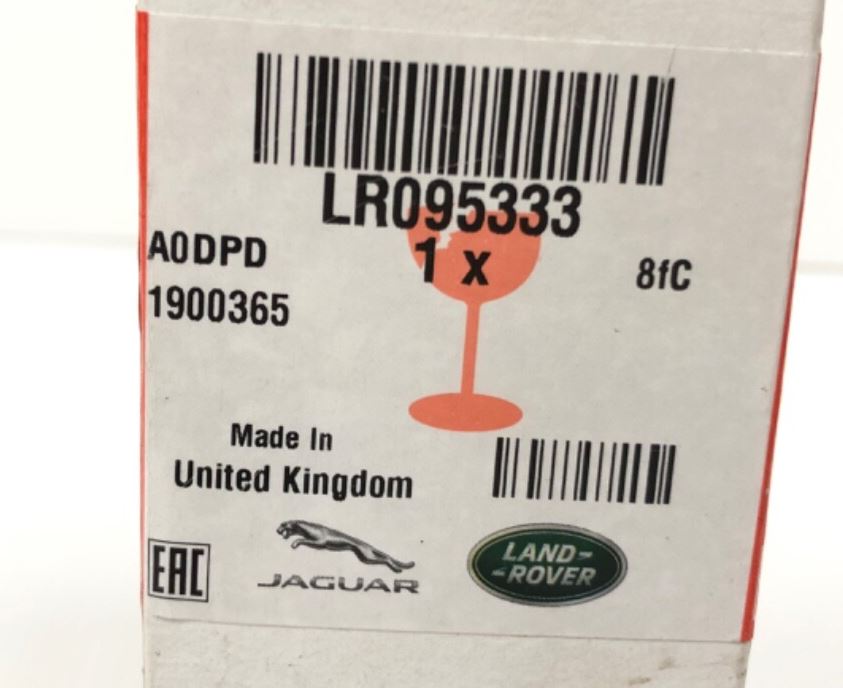 LR095333
A0DPD
1 x
8fC
1900365
Made In
United Kingdom
EAC
JAGUAR
LAND-
-ROVER